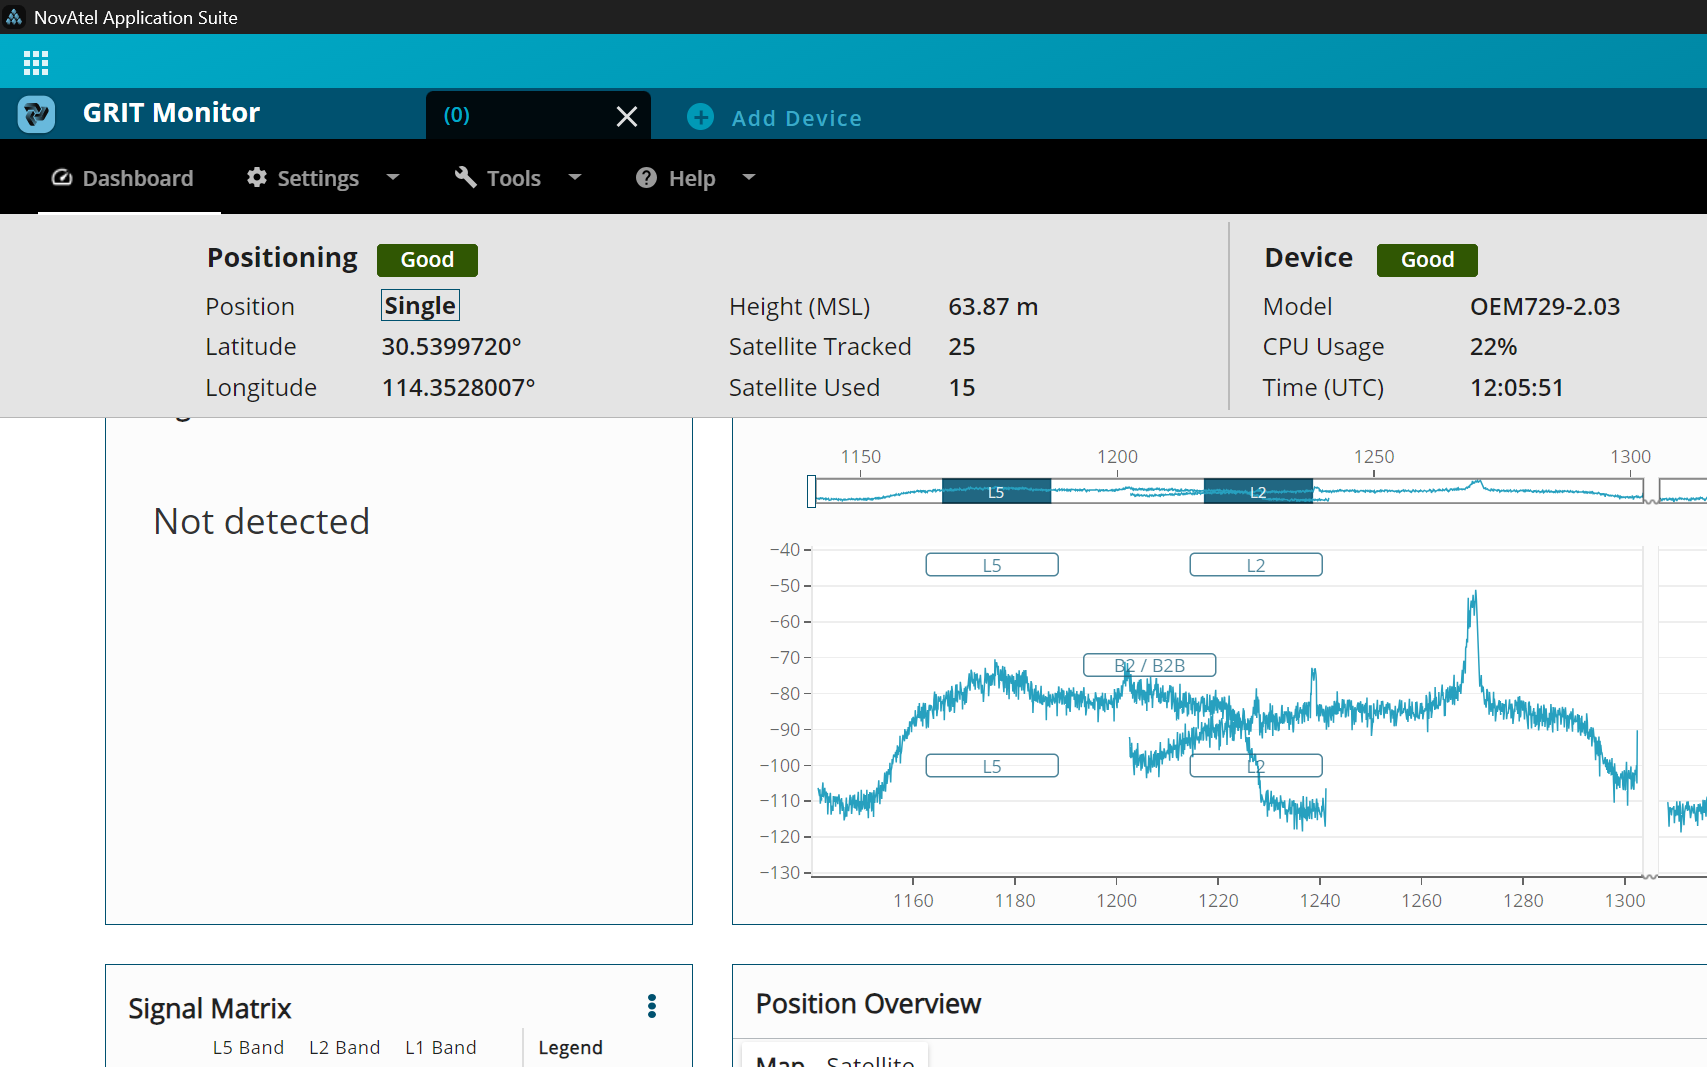 NovAtel Application Suite
GRIT Monitor
(0)
Add Device
Dashboard
Settings
Tools
Help
Positioning Good
Position Single
Latitude 30.5399720°
Longitude 114.3528007°
Height (MSL) 63.87 m
Satellite Tracked 25
Satellite Used 15
Device Good
Model OEM729-2.03
CPU Usage 22%
Time (UTC) 12:05:51
Not detected
1150 1200 1250 1300
L5 L2
−40
−50
−60
−70
−80
−90
−100
−110
−120
−130
L5 L2
B2 / B2B
L5 L2
1160 1180 1200 1220 1240 1260 1280 1300
Signal Matrix
L5 Band L2 Band L1 Band Legend
Position Overview
Map Satellite